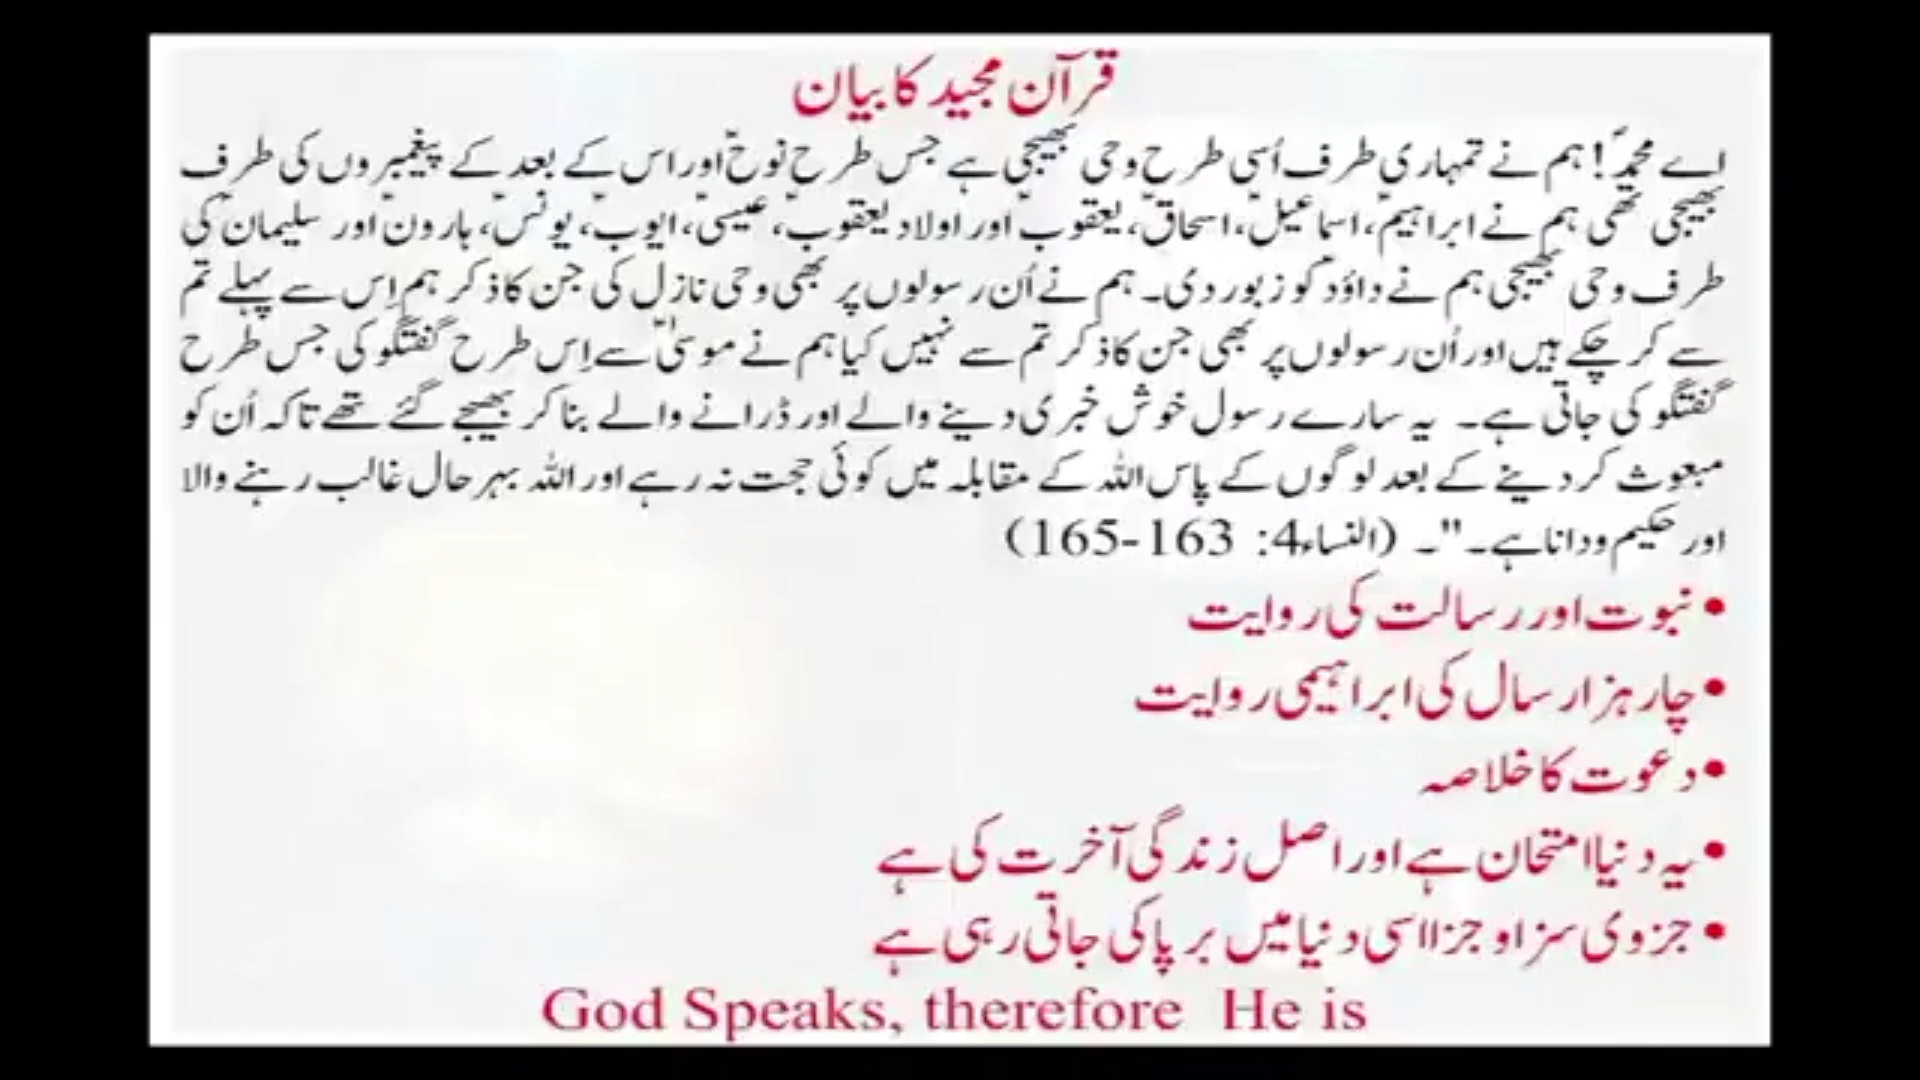 قرآن مجید کا بیان
اے محمدؐ! ہم نے تمہاری طرف اُسی طرح وحی بھیجی ہے جس طرح نوحؑ اور اس کے بعد کے پیغمبروں کی طرف
بھیجی تھی ہم نے ابراہیمؑ، اسماعیلؑ، اسحاقؑ، یعقوبؑ اور اولاد یعقوبؑ، عیسیؑ، ایوبؑ، یونسؑ، ہارونؑ اور سلیمانؑ کی
طرف وحی بھیجی ہم نے داؤدؑ کو زبور دی۔ ہم نے اُن رسولوں پر بھی وحی نازل کی جن کا ذکر ہم اِس سے پہلے تم
سے کر چکے ہیں اور اُن رسولوں پر بھی جن کا ذکر تم سے نہیں کیا ہم نے موسیٰؑ سے اِس طرح گفتگو کی جس طرح
گفتگو کی جاتی ہے۔ یہ سارے رسول خوش خبری دینے والے اور ڈرانے والے بنا کر بھیجے گئے تھے تاکہ اُن کو
مبعوث کر دینے کے بعد لوگوں کے پاس اللہ کے مقابلہ میں کوئی حجت نہ رہے اور اللہ بہر حال غالب رہنے والا
اور حکیم و دانا ہے۔"۔ (النساء4: 163-165)
• نبوت اور رسالت کی روایت
• چار ہزار سال کی ابراہیمی روایت
• دعوت کا خلاصہ
• یہ دنیا امتحان ہے اور اصل زندگی آخرت کی ہے
• جزوی سزا و جزا اسی دنیا میں برپا کی جاتی رہی ہے
God Speaks, therefore He is